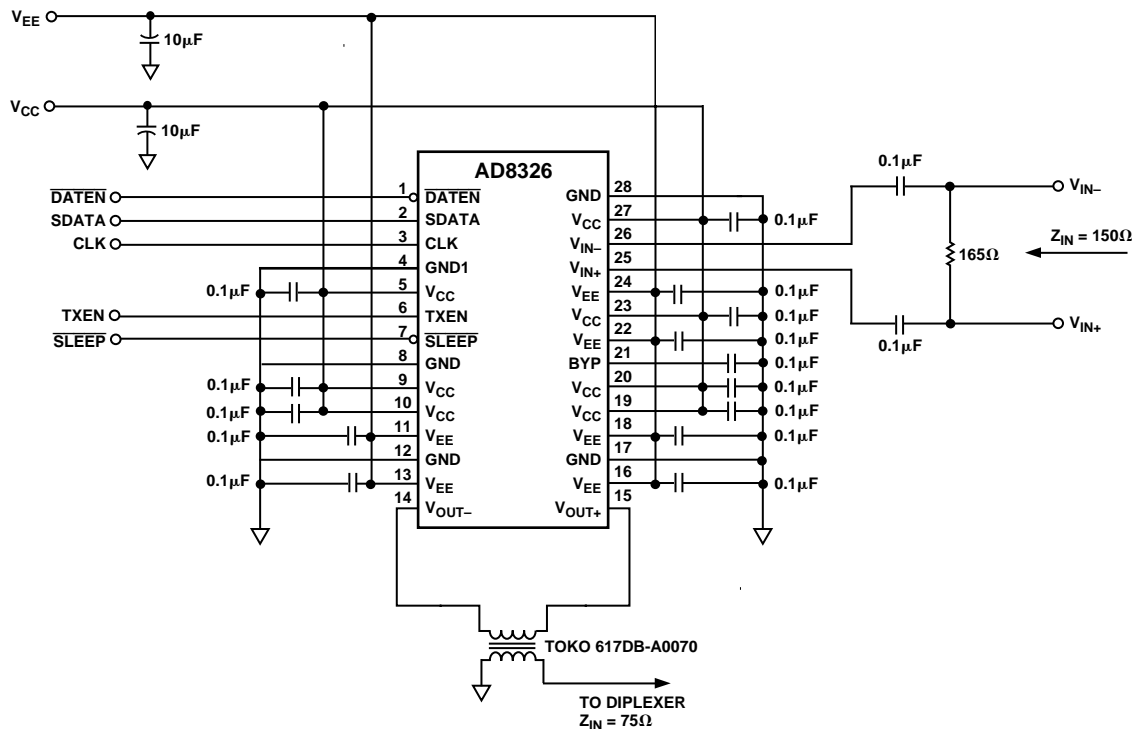 VEE
10µF
VCC
10µF
AD8326
DATEN
SDATA
CLK
TXEN
SLEEP
0.1µF
0.1µF
0.1µF
0.1µF
0.1µF
1 DATEN
2 SDATA
3 CLK
4 GND1
5 VCC
6 TXEN
7 SLEEP
8 GND
9 VCC
10 VCC
11 VEE
12 GND
13 VEE
14 VOUT–
GND 28
VCC 27
VIN– 26
VIN+ 25
VEE 24
VCC 23
VEE 22
BYP 21
VCC 20
VCC 19
VEE 18
GND 17
VEE 16
VOUT+ 15
0.1µF
0.1µF
0.1µF
0.1µF
0.1µF
0.1µF
0.1µF
0.1µF
0.1µF
0.1µF
0.1µF
165Ω
VIN–
ZIN = 150Ω
VIN+
TOKO 617DB-A0070
TO DIPLEXER
ZIN = 75Ω